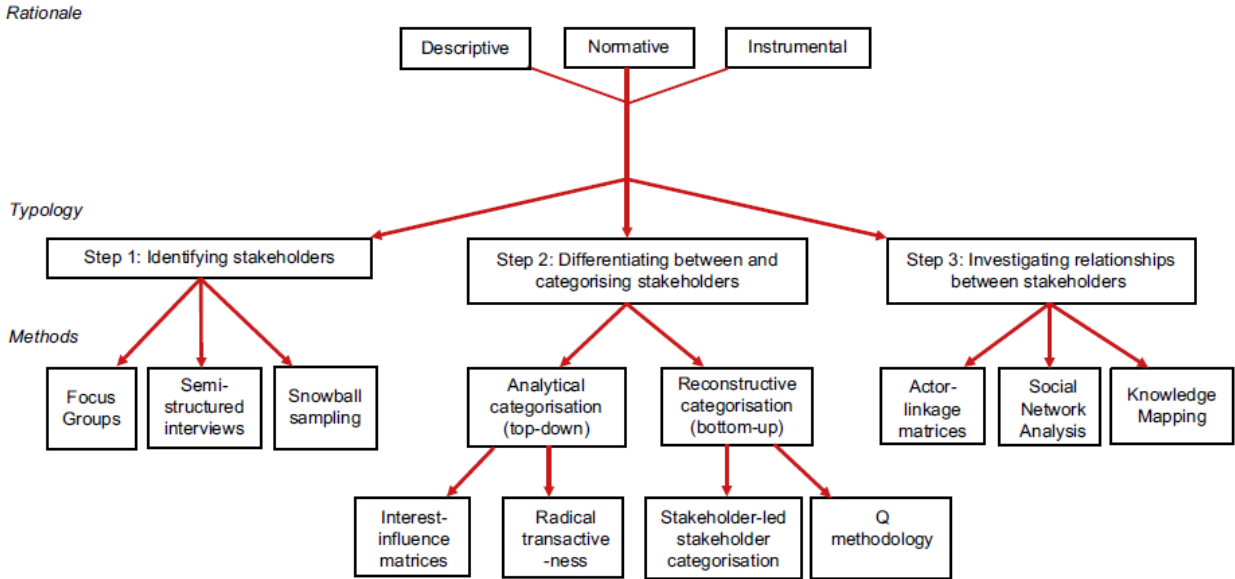 Rationale
Descriptive
Normative
Instrumental
Typology
Step 1: Identifying stakeholders
Step 2: Differentiating between and
categorising stakeholders
Step 3: Investigating relationships
between stakeholders
Methods
Focus
Groups
Semi-
structured
interviews
Snowball
sampling
Analytical
categorisation
(top-down)
Reconstructive
categorisation
(bottom-up)
Actor-
linkage
matrices
Social
Network
Analysis
Knowledge
Mapping
Interest-
influence
matrices
Radical
transactive
-ness
Stakeholder-led
stakeholder
categorisation
Q
methodology